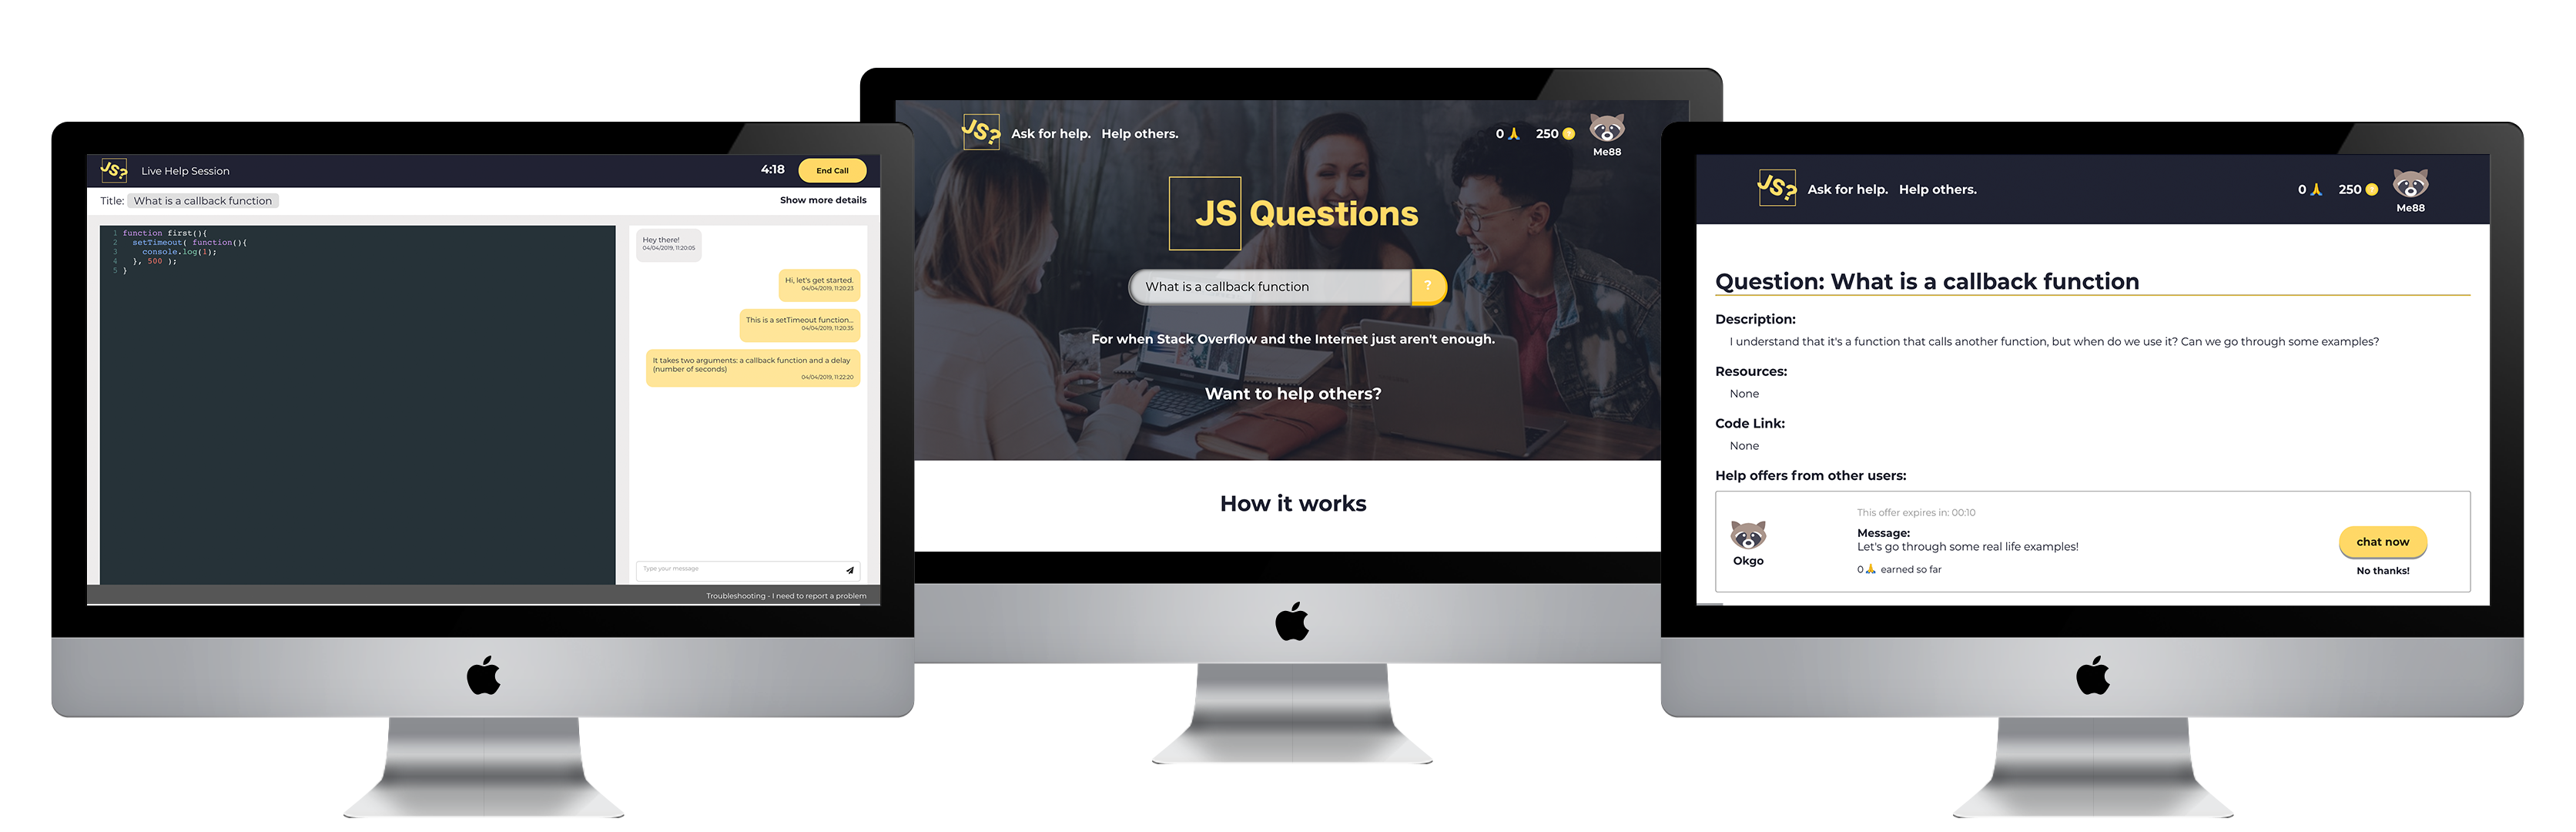 JS?
Live Help Session
4:18
End Call
Title: What is a callback function
Show more details
1 function first(){
2 setTimeout( function(){
3 console.log(1);
4 }, 500 );
5 }
Hey there!
04/04/2019, 11:20:05
Hi, let's get started.
04/04/2019, 11:20:23
This is a setTimeout function...
04/04/2019, 11:20:35
It takes two arguments: a callback function and a delay
(number of seconds)
04/04/2019, 11:22:20
Type your message
Troubleshooting - I need to report a problem
JS?
Ask for help. Help others.
0
250
Me88
JS Questions
What is a callback function
?
For when Stack Overflow and the Internet just aren't enough.
Want to help others?
How it works
JS?
Ask for help. Help others.
0
250
Me88
Question: What is a callback function
Description:
I understand that it's a function that calls another function, but when do we use it? Can we go through some examples?
Resources:
None
Code Link:
None
Help offers from other users:
This offer expires in: 00:10
Message:
Let's go through some real life examples!
0 earned so far
Okgo
chat now
No thanks!